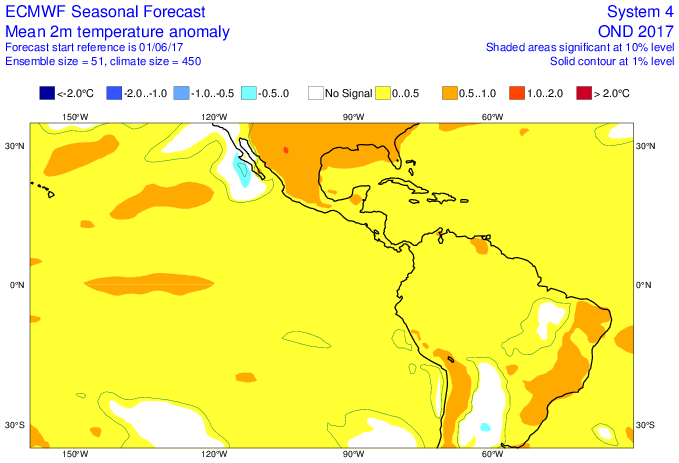 ECMWF Seasonal Forecast
System 4
Mean 2m temperature anomaly
OND 2017
Forecast start reference is 01/06/17
Shaded areas significant at 10% level
Ensemble size = 51, climate size = 450
Solid contour at 1% level
<-2.0°C
-2.0..-1.0
-1.0..-0.5
-0.5..0
No Signal
0..0.5
0.5..1.0
1.0..2.0
> 2.0°C
150°W
120°W
90°W
60°W
30°N
30°N
0°N
0°N
30°S
30°S
150°W
120°W
90°W
60°W